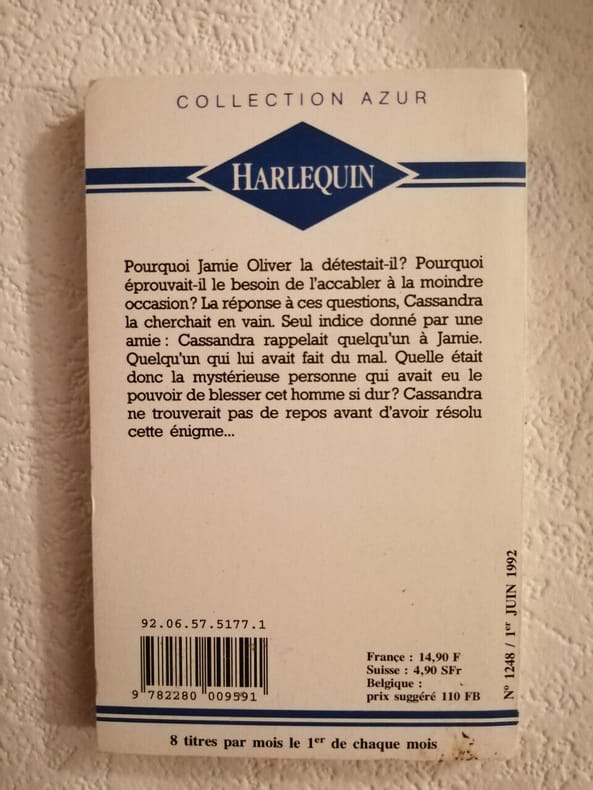 COLLECTION AZUR
HARLEQUIN
Pourquoi Jamie Oliver la détestait-il? Pourquoi
éprouvait-il le besoin de l'accabler à la moindre
occasion? La réponse à ces questions, Cassandra
la cherchait en vain. Seul indice donné par une
amie : Cassandra rappelait quelqu'un à Jamie.
Quelqu'un qui lui avait fait du mal. Quelle était
donc la mystérieuse personne qui avait eu le
pouvoir de blesser cet homme si dur? Cassandra
ne trouverait pas de repos avant d'avoir résolu
cette énigme...
92.06.57.5177.1
9 782280 009591
France : 14,90 F
Suisse : 4,90 SFr
Belgique :
prix suggéré 110 FB
N° 1248 / 1er JUIN 1992
8 titres par mois le 1er de chaque mois